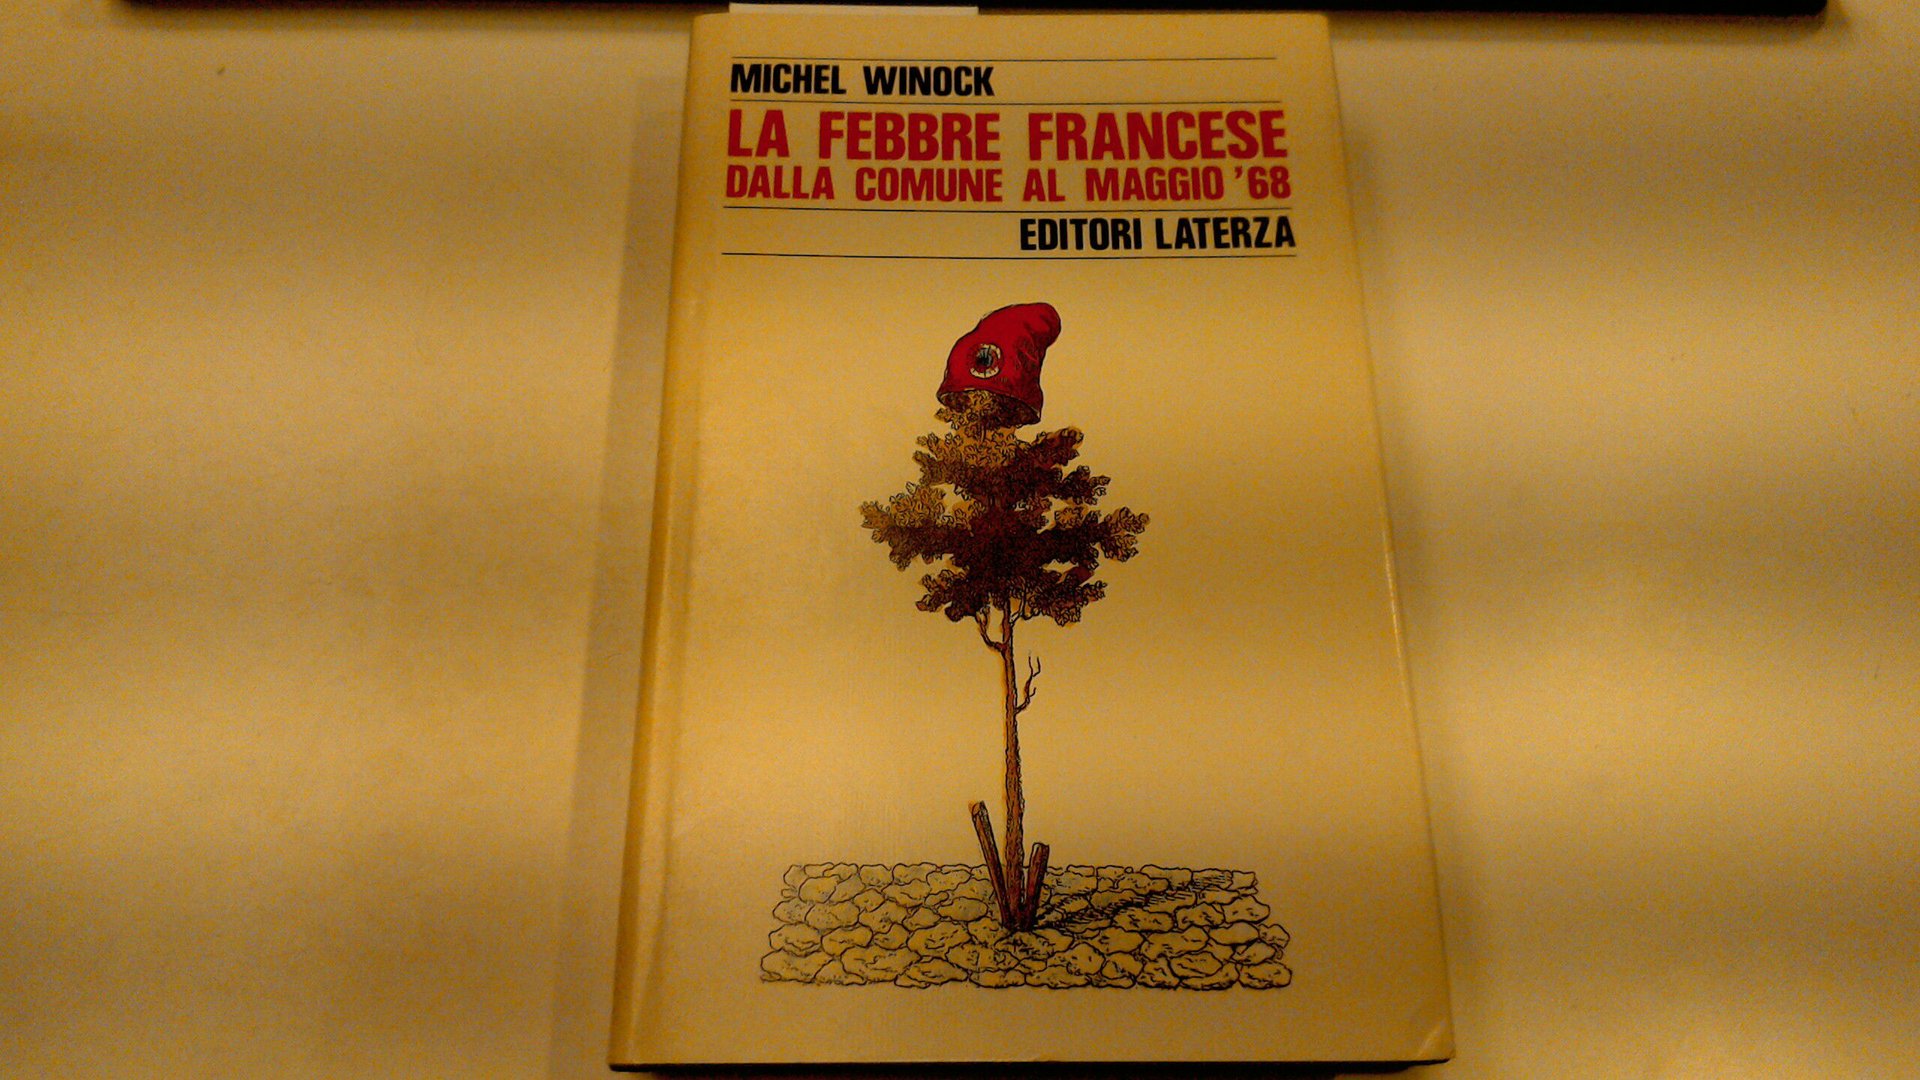 MICHEL WINOCK
LA FEBBRE FRANCESE
DALLA COMUNE AL MAGGIO '68
EDITORI LATERZA